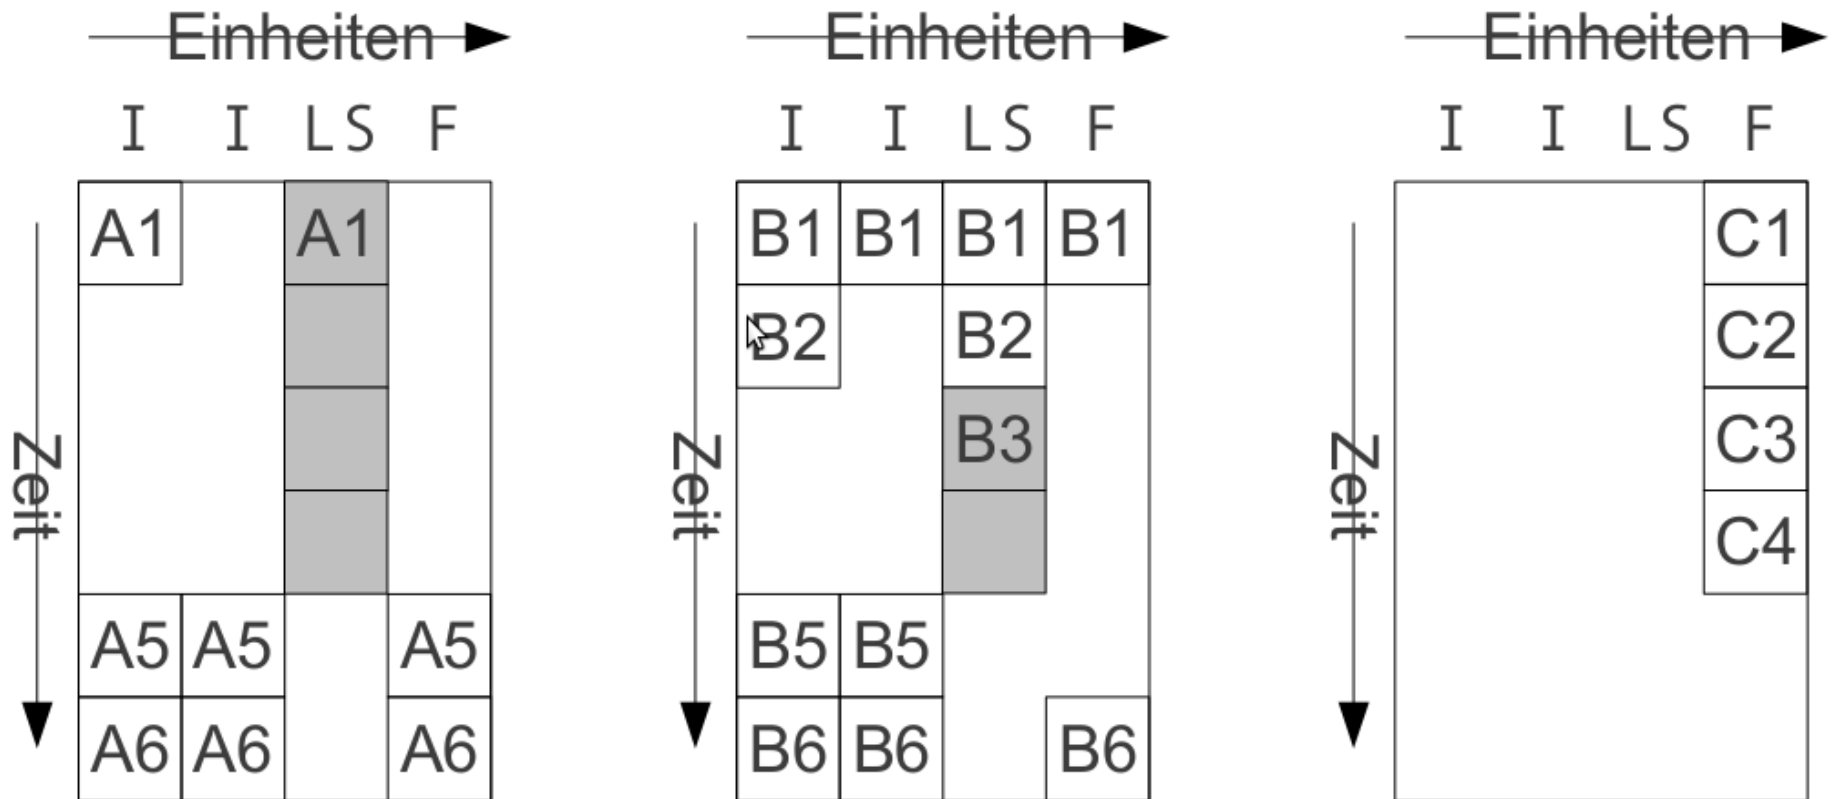 Einheiten Einheiten Einheiten
I I LS F I I LS F I I LS F
A1 A1 B1 B1 B1 B1 C1
B2 B2 C2
B3 C3
C4
A5 A5 A5 B5 B5
A6 A6 A6 B6 B6 B6
Zeit Zeit Zeit